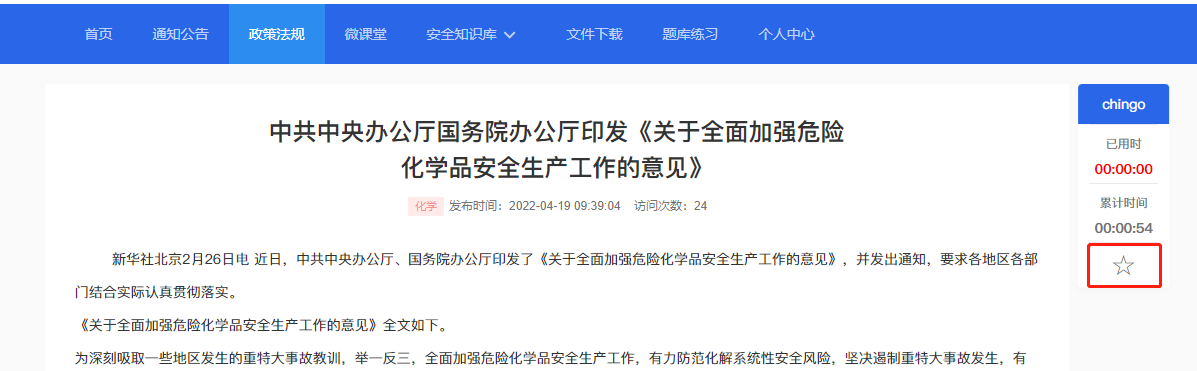 首页 通知公告 政策法规 微课堂 安全知识库 文件下载 题库练习 个人中心
中共中央办公厅国务院办公厅印发《关于全面加强危险
化学品安全生产工作的意见》
化学 发布时间：2022-04-19 09:39:04 访问次数：24
新华社北京2月26日电 近日，中共中央办公厅、国务院办公厅印发了《关于全面加强危险化学品安全生产工作的意见》，并发出通知，要求各地区各部
门结合实际认真贯彻落实。
《关于全面加强危险化学品安全生产工作的意见》全文如下。
为深刻吸取一些地区发生的重特大事故教训，举一反三，全面加强危险化学品安全生产工作，有力防范化解系统性安全风险，坚决遏制重特大事故发生，有
chingo
已用时
00:00:00
累计时间
00:00:54